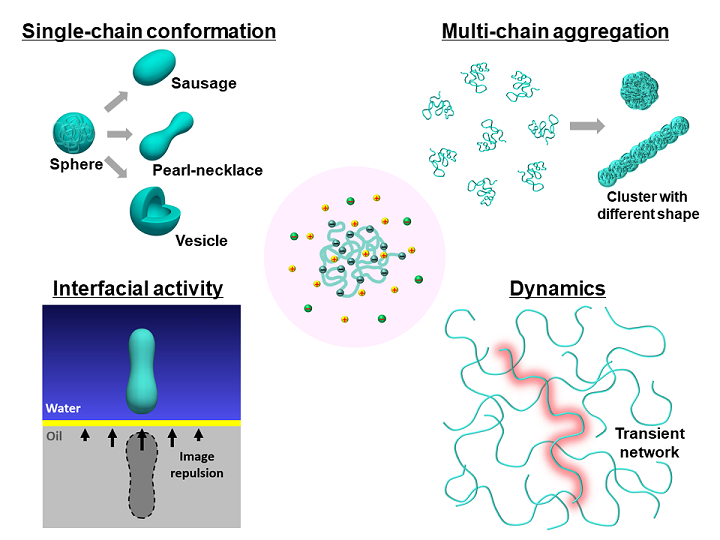 Single-chain conformation
Sausage
Sphere
Pearl-necklace
Vesicle
Multi-chain aggregation
Cluster with
different shape
Interfacial activity
Water
Oil
Image
repulsion
Dynamics
Transient
network